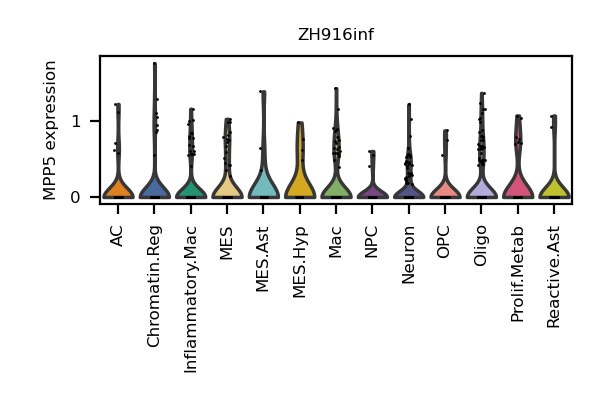 ZH916inf
MPP5 expression
1
0
AC
Chromatin.Reg
Inflammatory.Mac
MES
MES.Ast
MES.Hyp
Mac
NPC
Neuron
OPC
Oligo
Prolif.Metab
Reactive.Ast